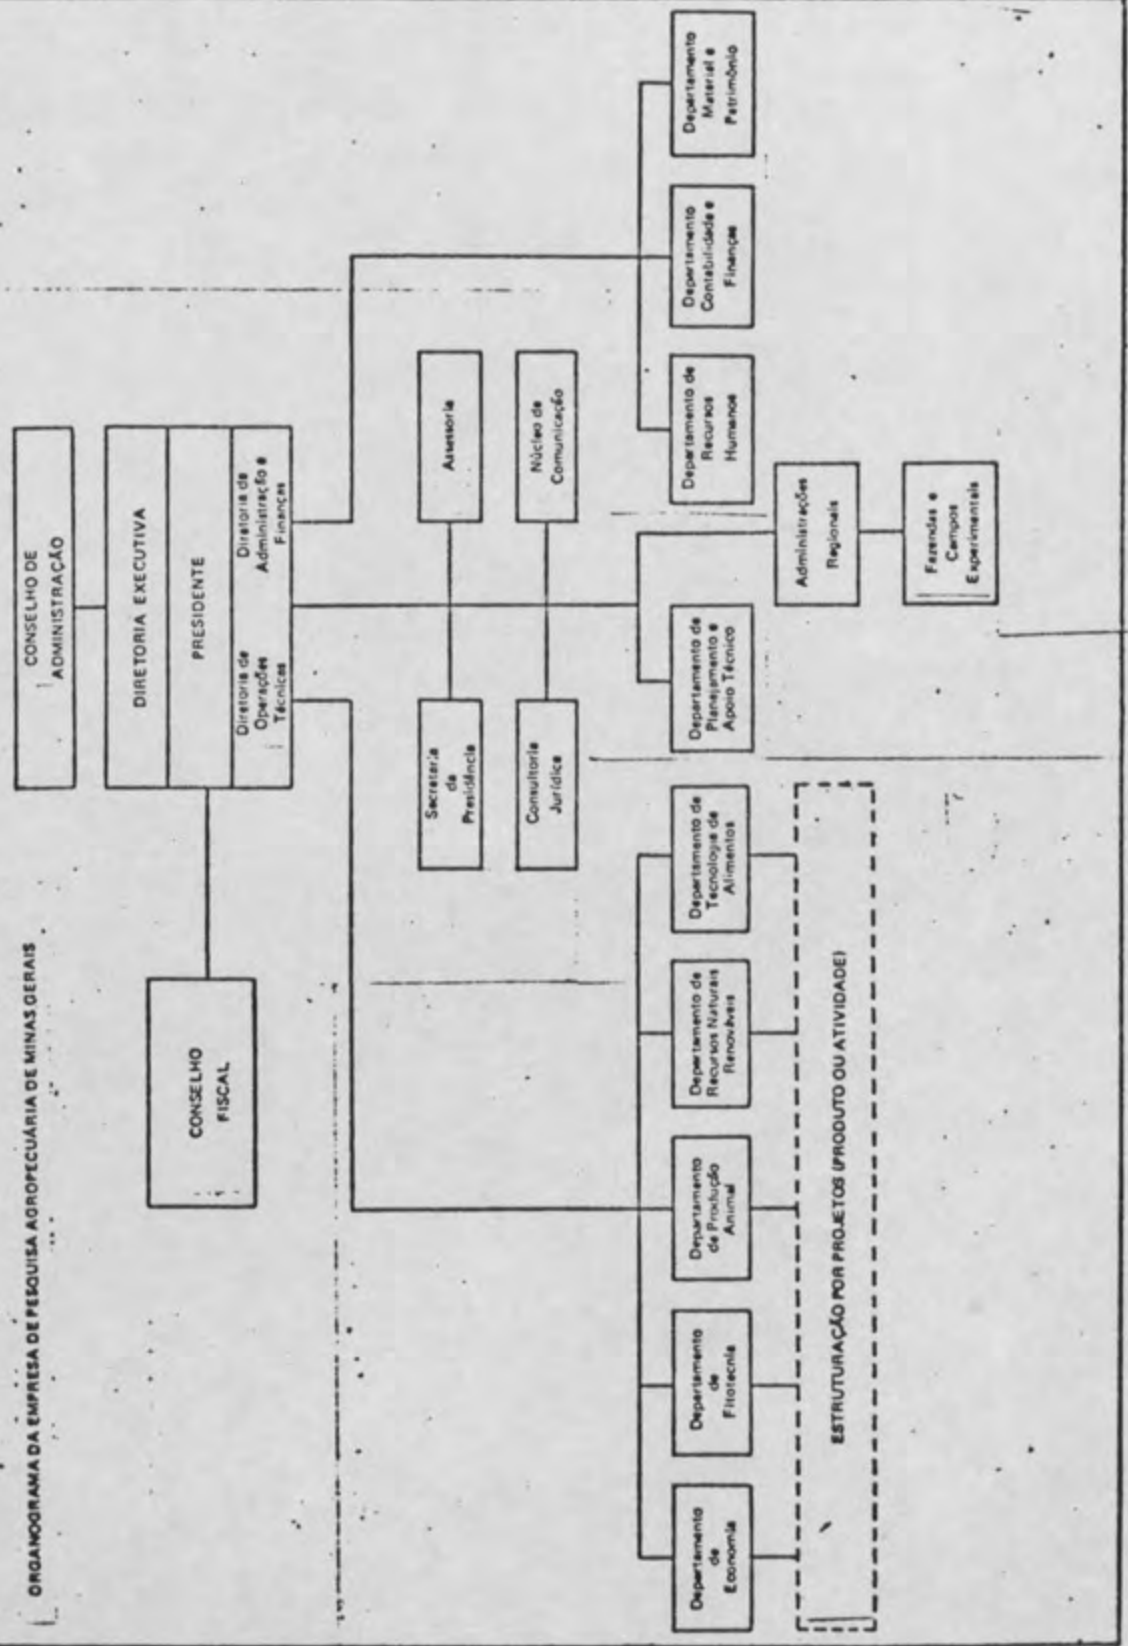 ORGANOGRAMA DA EMPRESA DE PESQUISA AGROPECUÁRIA DE MINAS GERAIS
CONSELHO DE
ADMINISTRAÇÃO
DIRETORIA EXECUTIVA
PRESIDENTE
Diretoria de
Operações
Técnicas
Diretoria de
Administração e
Finanças
CONSELHO
FISCAL
Secretaria
da
Presidência
Assessoria
Consultoria
Jurídica
Núcleo de
Comunicação
Departamento
de
Economia
Departamento
de
Fitotecnia
Departamento
de Produção
Animal
Departamento de
Recursos Naturais
Renováveis
Departamento de
Tecnologia de
Alimentos
Departamento de
Planejamento e
Apoio Técnico
Departamento de
Recursos
Humanos
Departamento
Contabilidade e
Finanças
Departamento
Material e
Patrimônio
Administrações
Regionais
Fazendas e
Campos
Experimentais
ESTRUTURAÇÃO POR PROJETOS (PRODUTO OU ATIVIDADE)